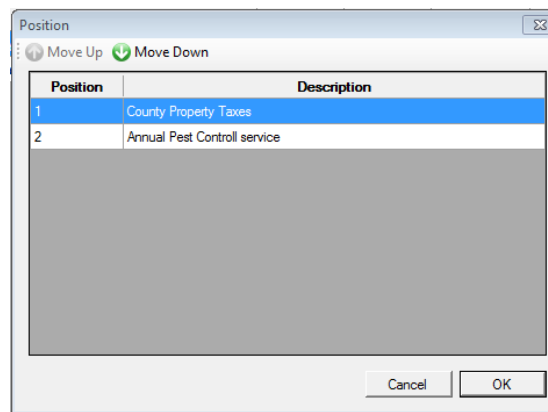 Position
Move Up Move Down
Position Description
1 County Property Taxes
2 Annual Pest Controll service
Cancel OK